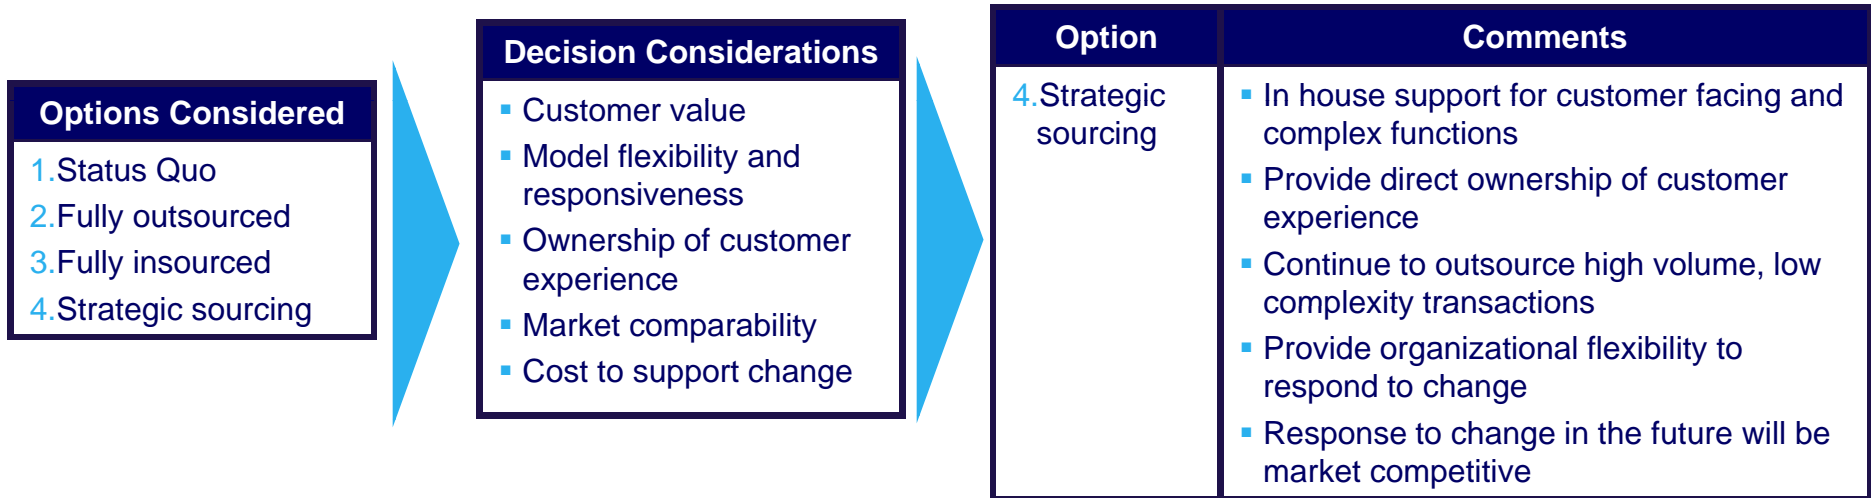 Options Considered
1.Status Quo
2.Fully outsourced
3.Fully insourced
4.Strategic sourcing
Decision Considerations
▪ Customer value
▪ Model flexibility and
responsiveness
▪ Ownership of customer
experience
▪ Market comparability
▪ Cost to support change
Option
Comments
4.Strategic
sourcing
▪ In house support for customer facing and
complex functions
▪ Provide direct ownership of customer
experience
▪ Continue to outsource high volume, low
complexity transactions
▪ Provide organizational flexibility to
respond to change
▪ Response to change in the future will be
market competitive